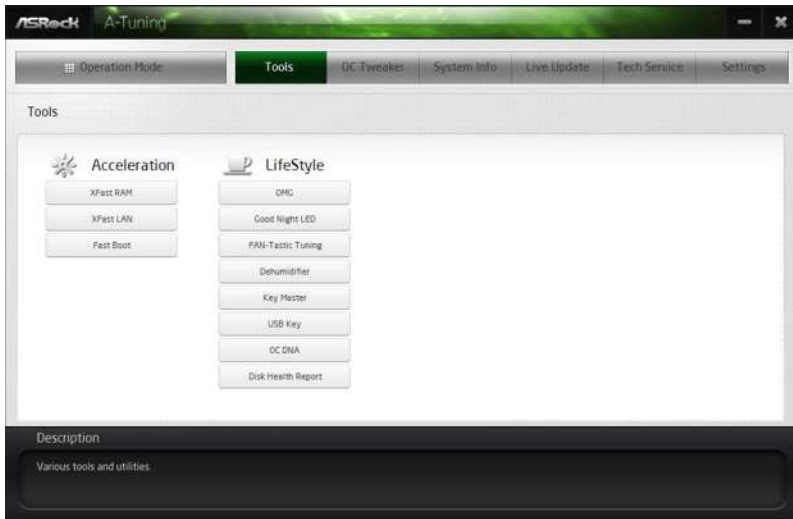 ASRock A-Tuning
Operation Mode Tools OC Tweaker System Info Live Update Tech Service Settings
Tools
Acceleration
XFast RAM
XFast LAN
Fast Boot
LifeStyle
OMG
Good Night LED
FAN-Tastic Tuning
Dehumidifier
Key Master
USB Key
OC DNA
Disk Health Report
Description
Various tools and utilities.